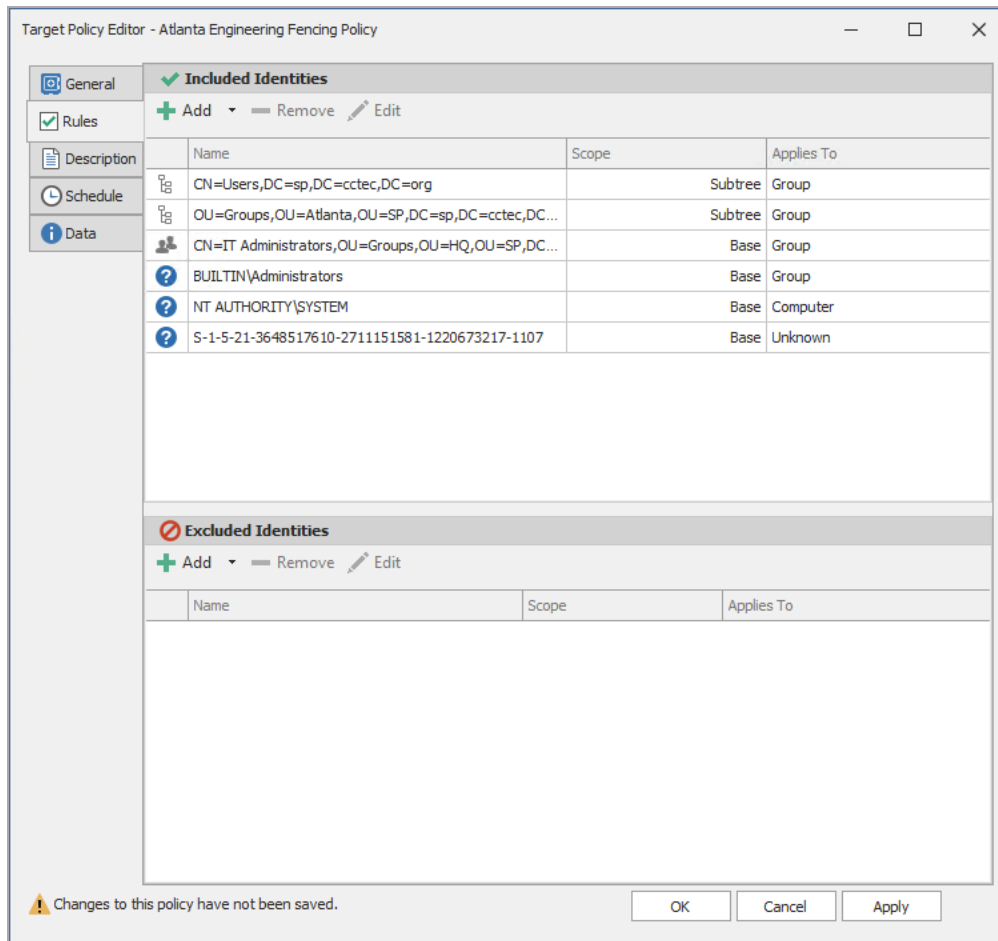 Target Policy Editor - Atlanta Engineering Fencing Policy
General
Rules
Description
Schedule
Data
Included Identities
Add Remove Edit
Name Scope Applies To
CN=Users,DC=sp,DC=cctec,DC=org Subtree Group
OU=Groups,OU=Atlanta,OU=SP,DC=sp,DC=cctec,DC... Subtree Group
CN=IT Administrators,OU=Groups,OU=HQ,OU=SP,DC... Base Group
BUILTIN\Administrators Base Group
NT AUTHORITY\SYSTEM Base Computer
S-1-5-21-3648517610-2711151581-1220673217-1107 Base Unknown
Excluded Identities
Add Remove Edit
Name Scope Applies To
Changes to this policy have not been saved.
OK Cancel Apply